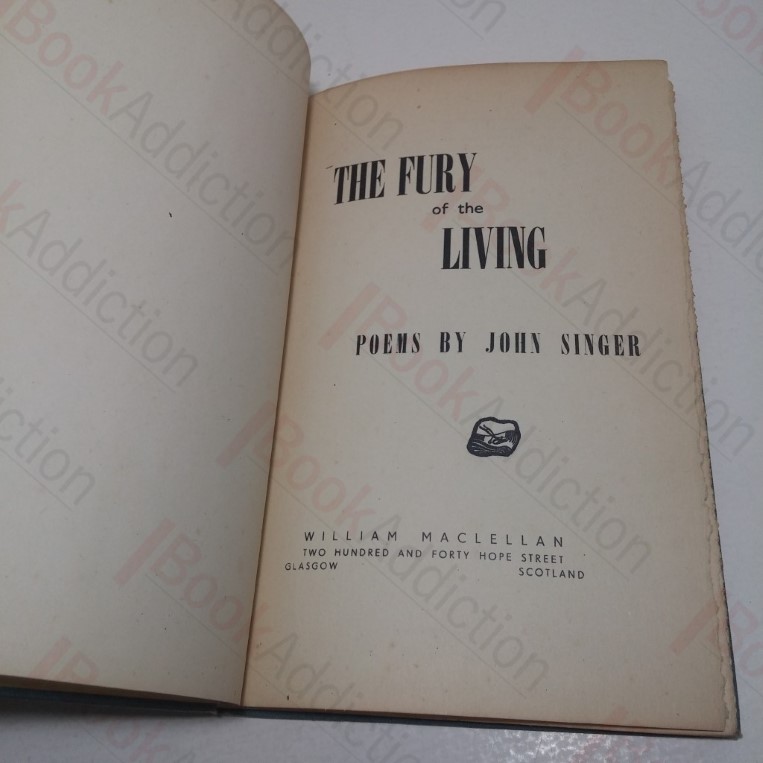 THE FURY
of the
LIVING
POEMS BY JOHN SINGER
WILLIAM MACLELLAN
TWO HUNDRED AND FORTY HOPE STREET
GLASGOW SCOTLAND
BookAddiction